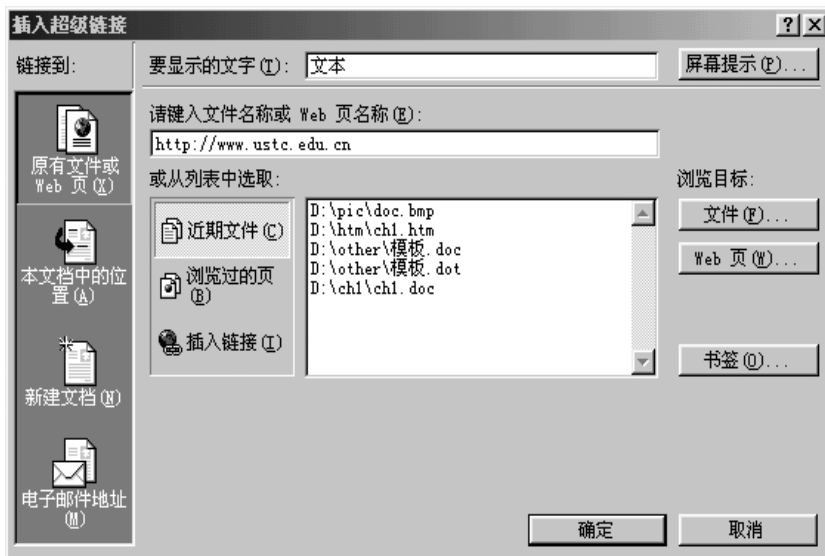 插入超级链接
链接到:
要显示的文字(T):
文本
屏幕提示(P)...
原有文件或
Web 页(X)
本文档中的位
置(A)
新建文档(N)
电子邮件地址
(M)
请键入文件名称或 Web 页名称(E):
http://www.ustc.edu.cn
或从列表中选取:
近期文件(C)
浏览过的页
(B)
插入链接(I)
D:\pic\doc.bmp
D:\htm\ch1.htm
D:\other\模板.doc
D:\other\模板.dot
D:\ch1\ch1.doc
浏览目标:
文件(F)...
Web 页(W)...
书签(O)...
确定
取消